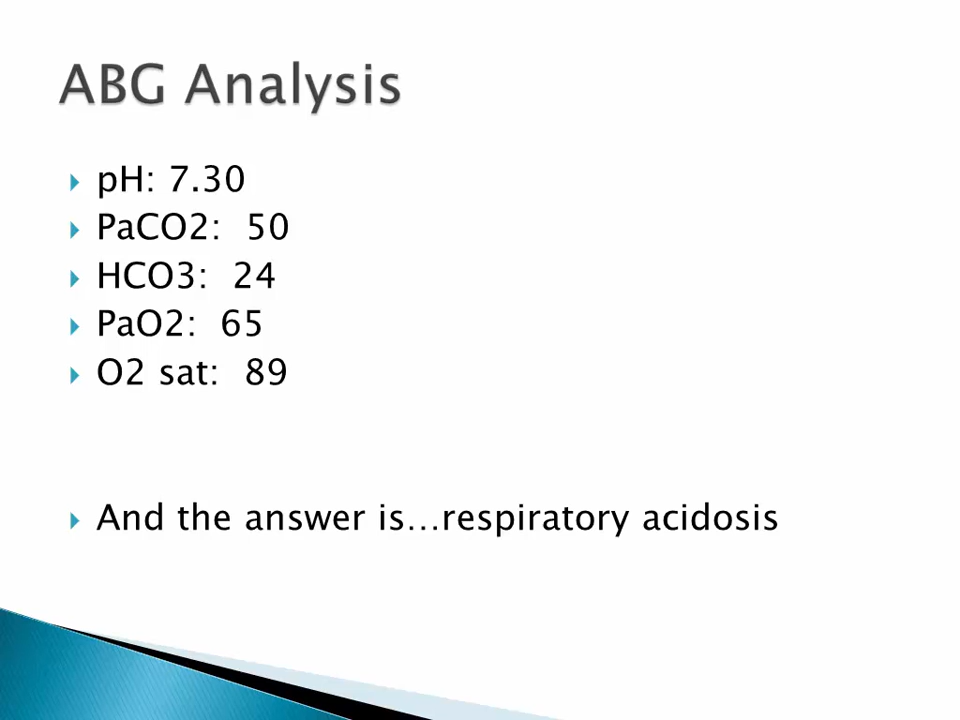 ABG Analysis
pH: 7.30
PaCO2: 50
HCO3: 24
PaO2: 65
O2 sat: 89
And the answer is…respiratory acidosis